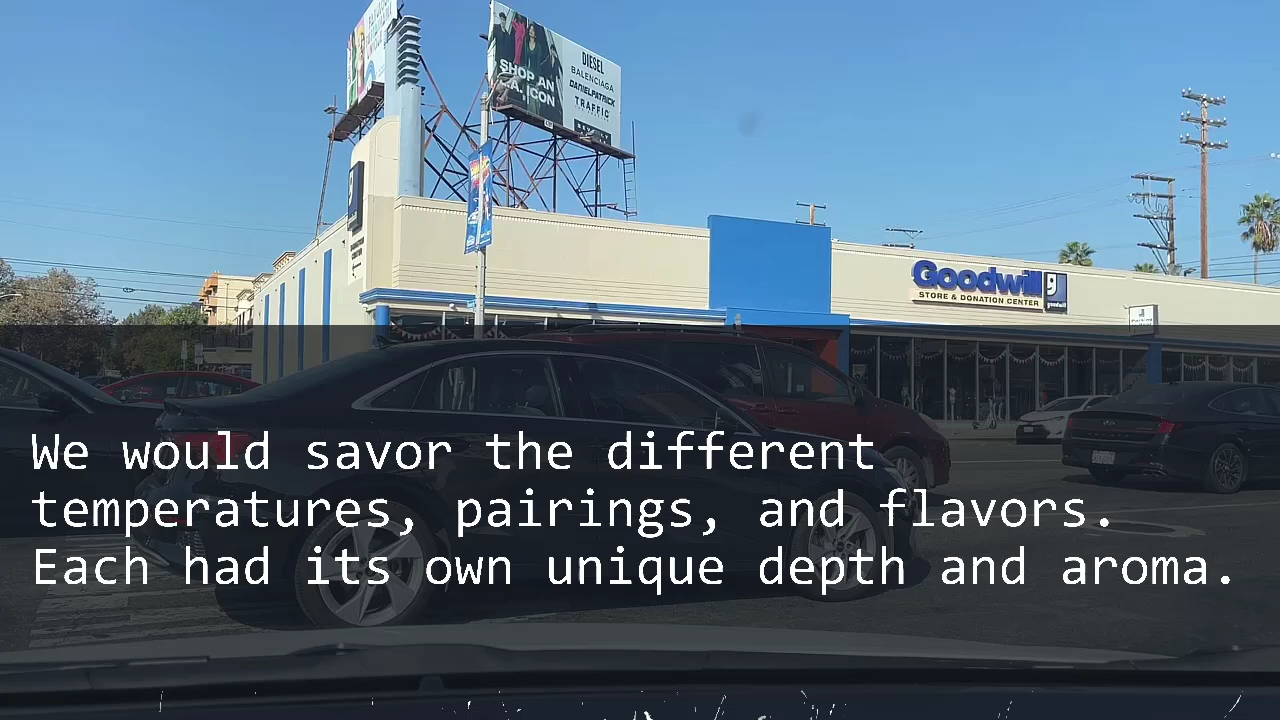 SHOP AN
L.A. ICON
DIESEL
BALENCIAGA
DANIELPATRICK
TRAFFIC
Goodwill
STORE & DONATION CENTER
goodwill
We would savor the different
temperatures, pairings, and flavors.
Each had its own unique depth and aroma.